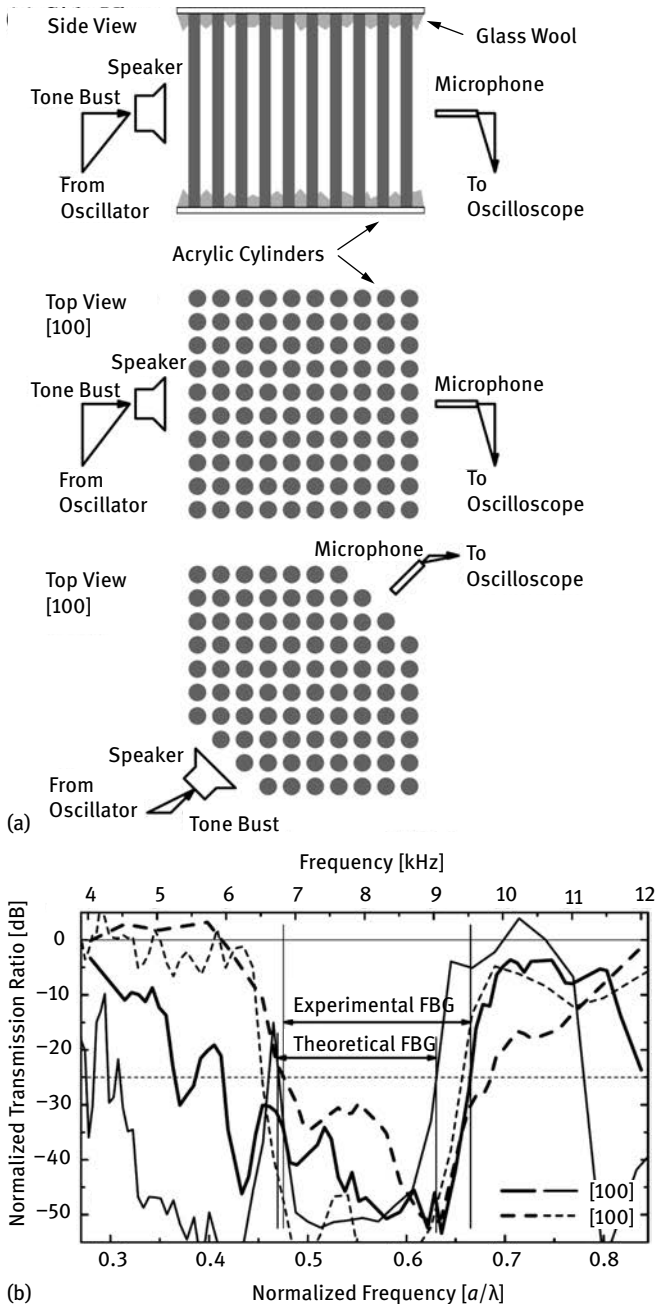 Side View
Glass Wool
Speaker
Tone Bust
Microphone
From
Oscillator
To
Oscilloscope
Acrylic Cylinders
Top View
[100]
Speaker
Tone Bust
Microphone
From
Oscillator
To
Oscilloscope
Microphone
To
Oscilloscope
Top View
[100]
Speaker
From
Oscillator
Tone Bust
(a)
Frequency [kHz]
4 5 6 7 8 9 10 11 12
Normalized Transmission Ratio [dB]
0
−10
−20
−30
−40
−50
Experimental FBG
Theoretical FBG
[100]
[100]
0.3 0.4 0.5 0.6 0.7 0.8
(b)
Normalized Frequency [a/λ]